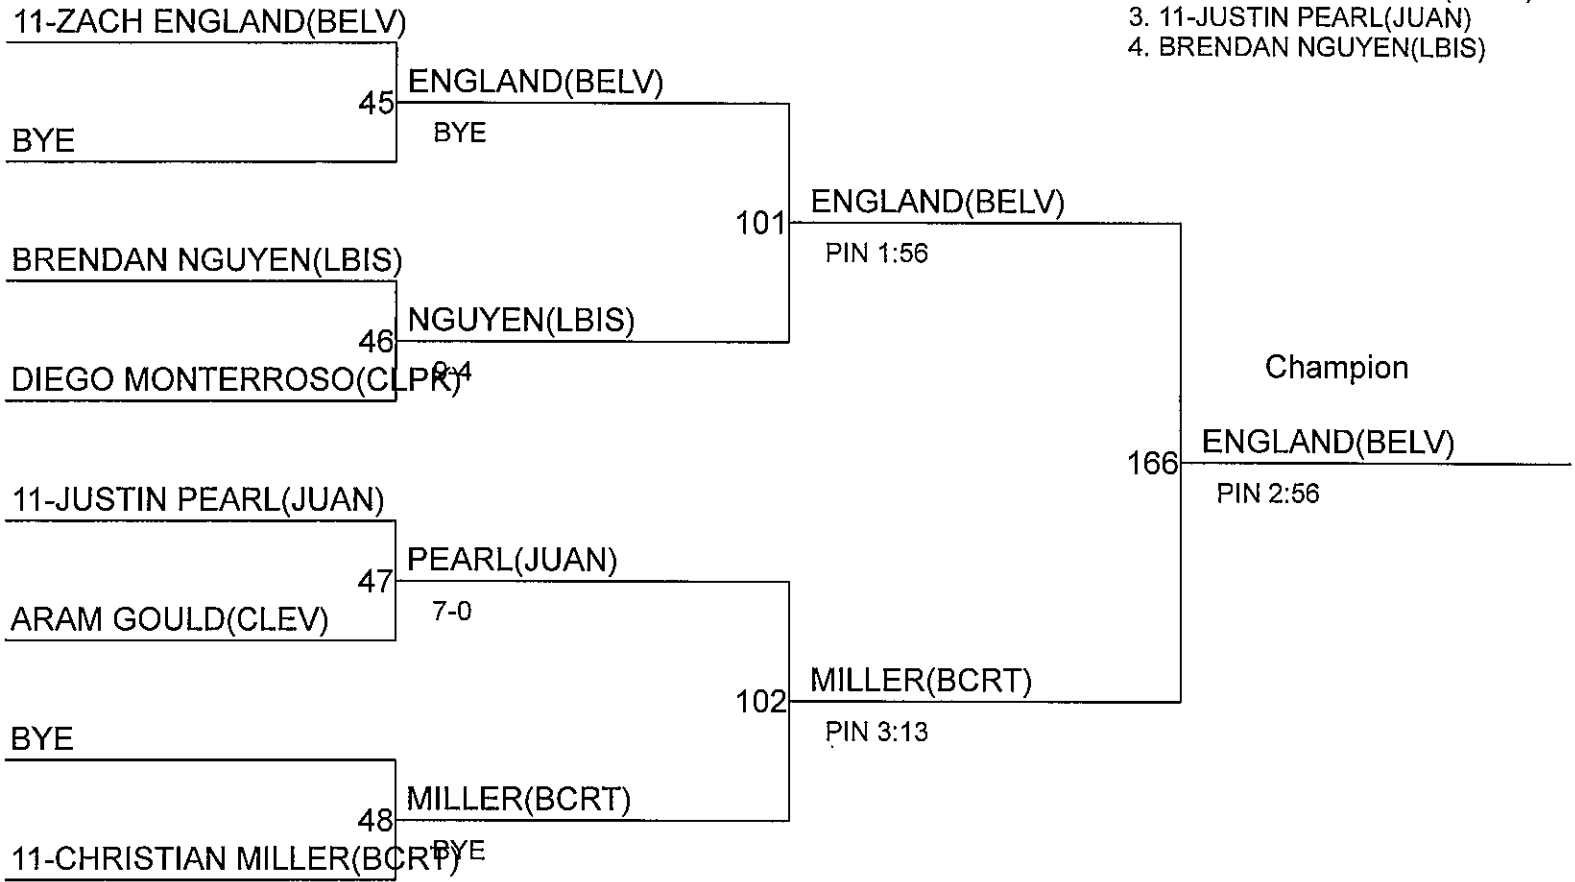 11-ZACH ENGLAND(BELV)
3. 11-JUSTIN PEARL(JUAN)
4. BRENDAN NGUYEN(LBIS)
45
ENGLAND(BELV)
BYE
BYE
101
ENGLAND(BELV)
PIN 1:56
BRENDAN NGUYEN(LBIS)
46
NGUYEN(LBIS)
DIEGO MONTERROSO(CLPK)
Champion
166
ENGLAND(BELV)
PIN 2:56
11-JUSTIN PEARL(JUAN)
47
PEARL(JUAN)
7-0
ARAM GOULD(CLEV)
102
MILLER(BCRT)
PIN 3:13
BYE
48
MILLER(BCRT)
BYE
11-CHRISTIAN MILLER(BCRT)